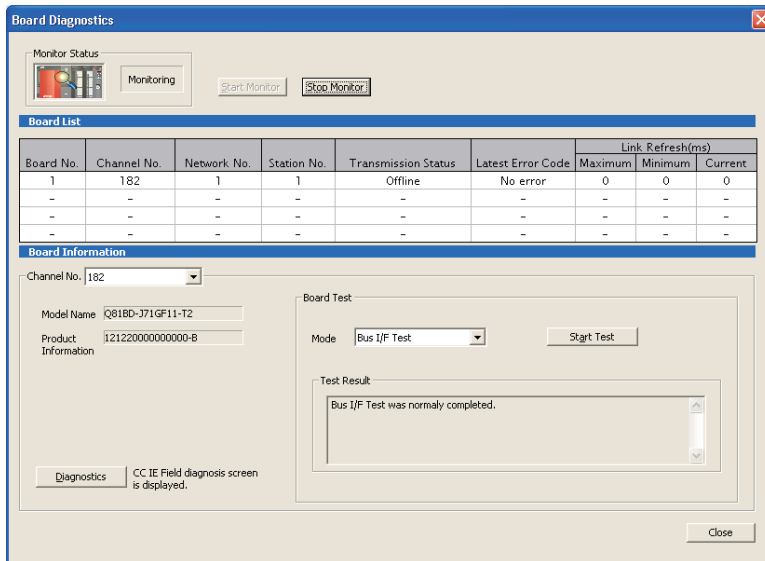 Board Diagnostics
Monitor Status
Monitoring
Start Monitor
Stop Monitor
Board List
Link Refresh(ms)
Board No. Channel No. Network No. Station No. Transmission Status Latest Error Code Maximum Minimum Current
1 182 1 1 Offline No error 0 0 0
- - - - - - - - -
- - - - - - - - -
- - - - - - - - -
Board Information
Channel No. 182
Board Test
Model Name Q81BD-J71GF11-T2
Mode Bus I/F Test Start Test
Product Information 121220000000000-B
Test Result
Bus I/F Test was normaly completed.
Diagnostics
CC IE Field diagnosis screen
is displayed.
Close